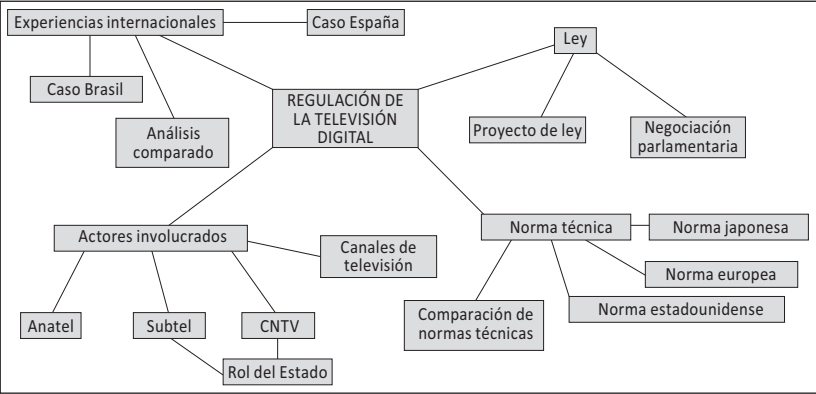 Experiencias internacionales
Caso España
Caso Brasil
Análisis
comparado
REGULACIÓN DE
LA TELEVISIÓN
DIGITAL
Ley
Proyecto de ley
Negociación
parlamentaria
Actores involucrados
Canales de
televisión
Anatel
Subtel
CNTV
Rol del Estado
Norma técnica
Norma japonesa
Norma europea
Norma estadounidense
Comparación de
normas técnicas